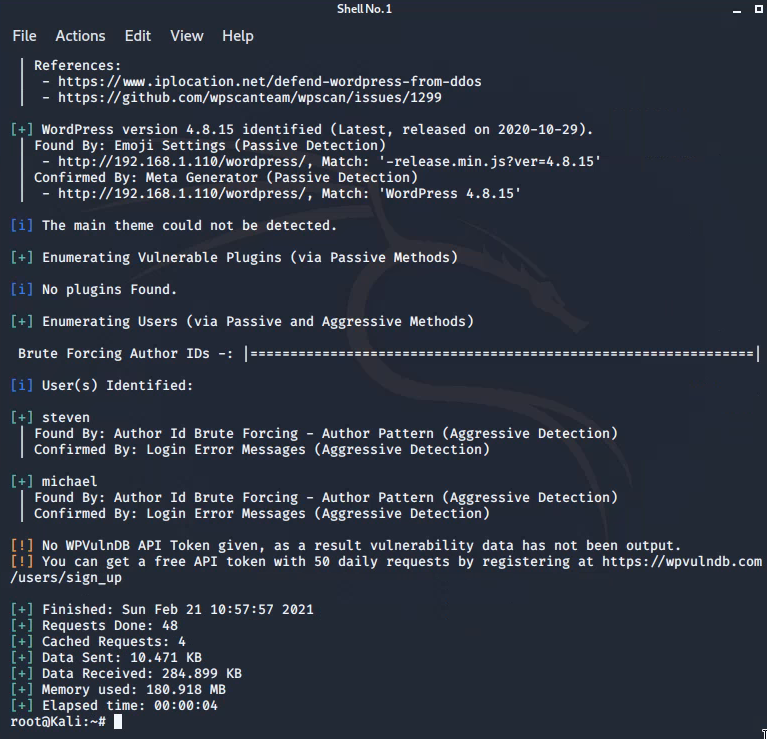 Shell No. 1
File Actions Edit View Help
| References:
|  - https://www.iplocation.net/defend-wordpress-from-ddos
|  - https://github.com/wpscanteam/wpscan/issues/1299
[+] WordPress version 4.8.15 identified (Latest, released on 2020-10-29).
| Found By: Emoji Settings (Passive Detection)
|  - http://192.168.1.110/wordpress/, Match: '-release.min.js?ver=4.8.15'
| Confirmed By: Meta Generator (Passive Detection)
|  - http://192.168.1.110/wordpress/, Match: 'WordPress 4.8.15'
[i] The main theme could not be detected.
[+] Enumerating Vulnerable Plugins (via Passive Methods)
[i] No plugins Found.
[+] Enumerating Users (via Passive and Aggressive Methods)
Brute Forcing Author IDs -: |===============================================================|
[i] User(s) Identified:
[+] steven
| Found By: Author Id Brute Forcing - Author Pattern (Aggressive Detection)
| Confirmed By: Login Error Messages (Aggressive Detection)
[+] michael
| Found By: Author Id Brute Forcing - Author Pattern (Aggressive Detection)
| Confirmed By: Login Error Messages (Aggressive Detection)
[!] No WPVulnDB API Token given, as a result vulnerability data has not been output.
[!] You can get a free API token with 50 daily requests by registering at https://wpvulndb.com
/users/sign_up
[+] Finished: Sun Feb 21 10:57:57 2021
[+] Requests Done: 48
[+] Cached Requests: 4
[+] Data Sent: 10.471 KB
[+] Data Received: 284.899 KB
[+] Memory used: 180.918 MB
[+] Elapsed time: 00:00:04
root@Kali:~#